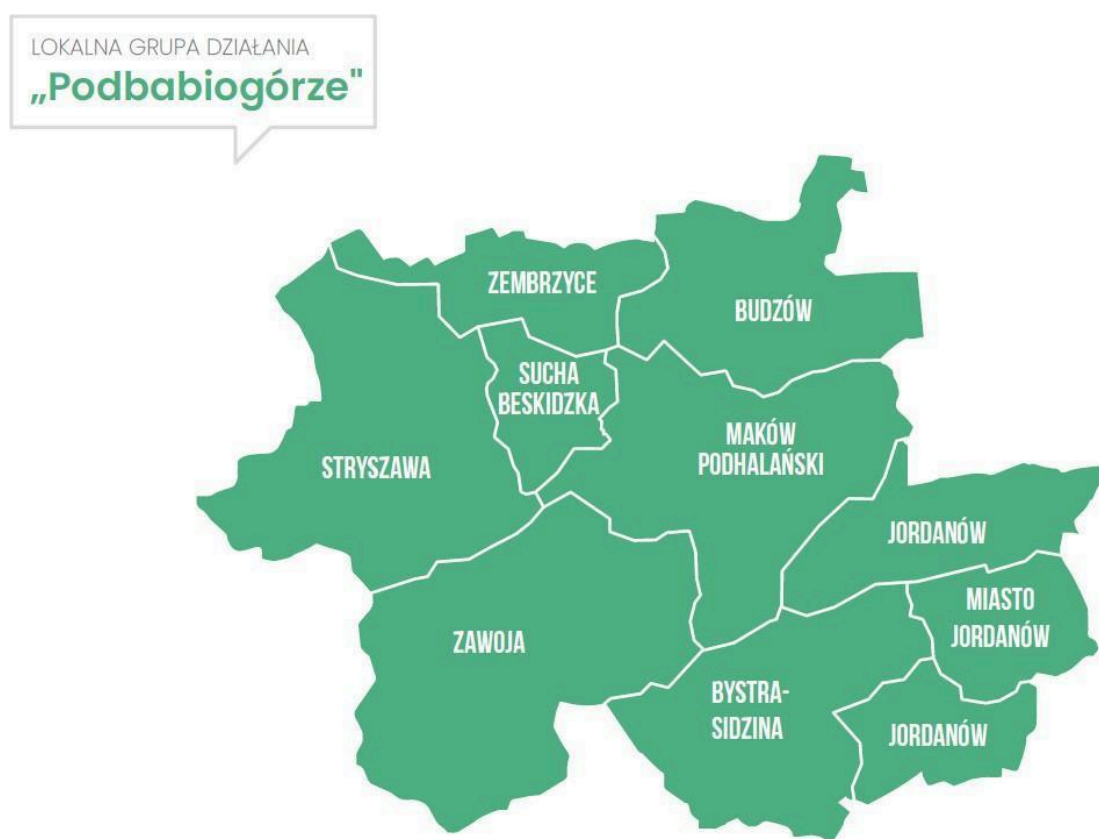 LOKALNA GRUPA DZIAŁANIA
„Podbabiogórze"
ZEMBRZYCE
BUDZÓW
SUCHA
BESKIDZKA
MAKÓW
PODHALAŃSKI
STRYSZAWA
JORDANÓW
MIASTO
JORDANÓW
ZAWOJA
BYSTRA-
SIDZINA
JORDANÓW